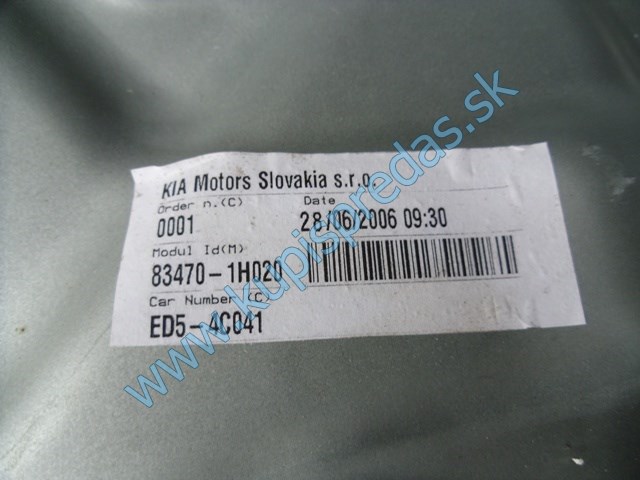 KIA Motors Slovakia s.r.o.
Order n.(C) Date
0001 28/06/2006 09:30
Modul Id(M)
83470-1H020
Car Number (C)
ED5-4C041
www.kupispredas.sk